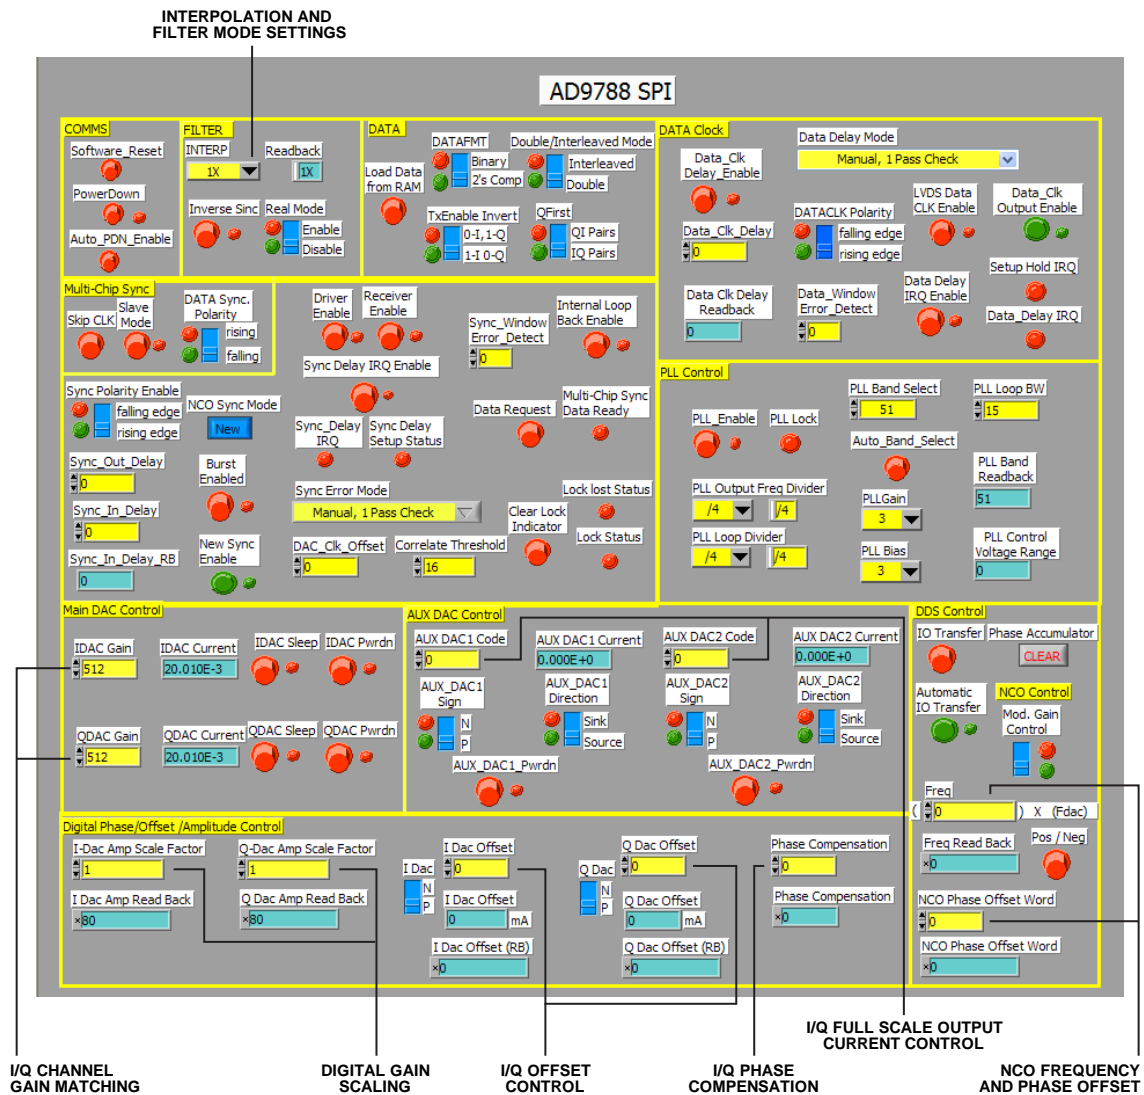 INTERPOLATION AND
FILTER MODE SETTINGS
AD9788 SPI
COMMS
Software_Reset
PowerDown
Auto_PDN_Enable
FILTER
INTERP
Readback
1X
1X
Inverse Sinc
Real Mode
Enable
Disable
DATA
Load Data
from RAM
DATAFMT
Binary
2's Comp
Double/Interleaved Mode
Interleaved
Double
TxEnable Invert
0-I,1-Q
1-I 0-Q
QFirst
QI Pairs
IQ Pairs
DATA Clock
Data_Clk
Delay_Enable
Data Delay Mode
Manual, 1 Pass Check
Data_Clk_Delay
0
DATACLK Polarity
falling edge
rising edge
LVDS Data
CLK Enable
Data_Clk
Output Enable
Data Clk Delay
Readback
0
Data_Window
Error_Detect
0
Data Delay
IRQ Enable
Setup Hold IRQ
Data_Delay IRQ
Multi-Chip Sync
Skip CLK
Slave
Mode
DATA Sync.
Polarity
rising
falling
Driver
Enable
Receiver
Enable
Sync_Window
Error_Detect
0
Internal Loop
Back Enable
Sync Delay IRQ Enable
Sync Polarity Enable
falling edge
rising edge
NCO Sync Mode
New
Sync_Delay
IRQ
Sync Delay
Setup Status
Data Request
Multi-Chip Sync
Data Ready
Sync_Out_Delay
0
Burst
Enabled
Sync_In_Delay
0
Sync Error Mode
Manual, 1 Pass Check
Clear Lock
Indicator
Lock lost Status
Lock Status
Sync_In_Delay_RB
0
New Sync
Enable
DAC_Clk_Offset
0
Correlate Threshold
16
PLL Control
PLL_Enable
PLL Lock
PLL Band Select
51
PLL Loop BW
15
Auto_Band_Select
PLL Band
Readback
51
PLL Output Freq Divider
/4
/4
PLLGain
3
PLL Loop Divider
/4
/4
PLL Bias
3
PLL Control
Voltage Range
0
Main DAC Control
IDAC Gain
512
IDAC Current
20.010E-3
IDAC Sleep
IDAC Pwrdn
QDAC Gain
512
QDAC Current
20.010E-3
QDAC Sleep
QDAC Pwrdn
AUX DAC Control
AUX DAC1 Code
0
AUX DAC1 Current
0.000E+0
AUX DAC2 Code
0
AUX DAC2 Current
0.000E+0
AUX_DAC1
Sign
N
P
AUX_DAC1
Direction
Sink
Source
AUX_DAC2
Sign
N
P
AUX_DAC2
Direction
Sink
Source
AUX_DAC1_Pwrdn
AUX_DAC2_Pwrdn
DDS Control
IO Transfer
Phase Accumulator
CLEAR
Automatic
IO Transfer
NCO Control
Mod. Gain
Control
Freq
( 0 ) X (Fdac)
Freq Read Back
×0
Pos / Neg
NCO Phase Offset Word
0
NCO Phase Offset Word
×0
Digital Phase/Offset /Amplitude Control
I-Dac Amp Scale Factor
1
Q-Dac Amp Scale Factor
1
I Dac Amp Read Back
×80
Q Dac Amp Read Back
×80
I Dac
N
P
I Dac Offset
0
I Dac Offset
0 mA
I Dac Offset (RB)
×0
Q Dac
N
P
Q Dac Offset
0
Q Dac Offset
0 mA
Q Dac Offset (RB)
×0
Phase Compensation
0
Phase Compensation
×0
I/Q FULL SCALE OUTPUT
CURRENT CONTROL
I/Q CHANNEL
GAIN MATCHING
DIGITAL GAIN
SCALING
I/Q OFFSET
CONTROL
I/Q PHASE
COMPENSATION
NCO FREQUENCY
AND PHASE OFFSET